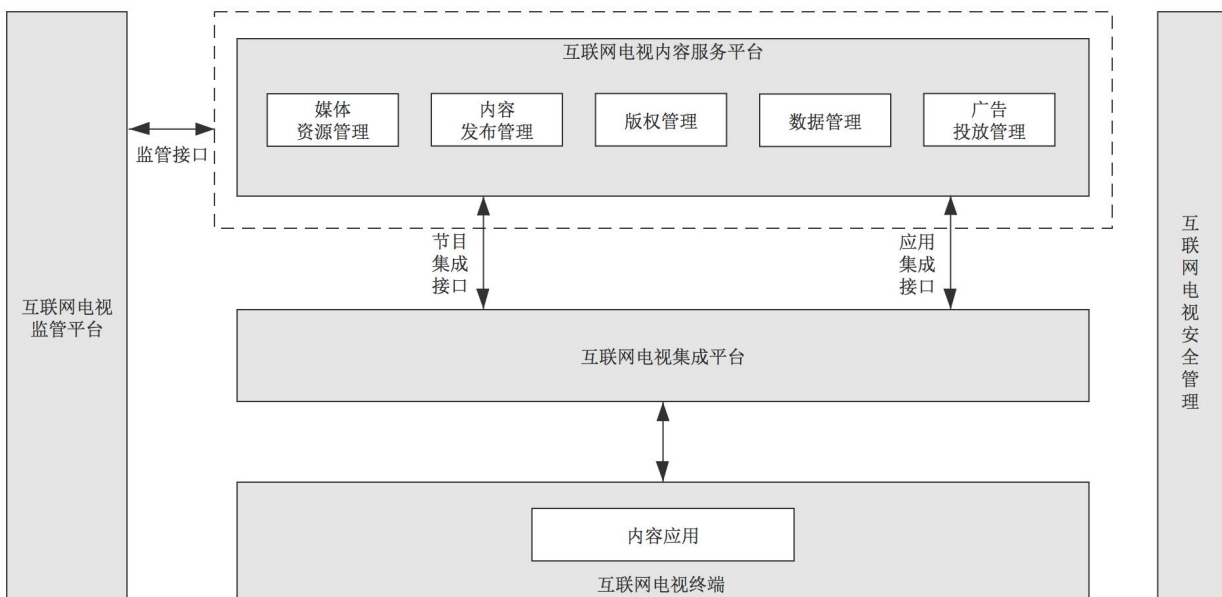 互联网电视内容服务平台
媒体
资源管理
内容
发布管理
版权管理
数据管理
广告
投放管理
监管接口
节目
集成
接口
应用
集成
接口
互联网电视
监管平台
互联网电视集成平台
内容应用
互联网电视终端
互联网电视安全管理